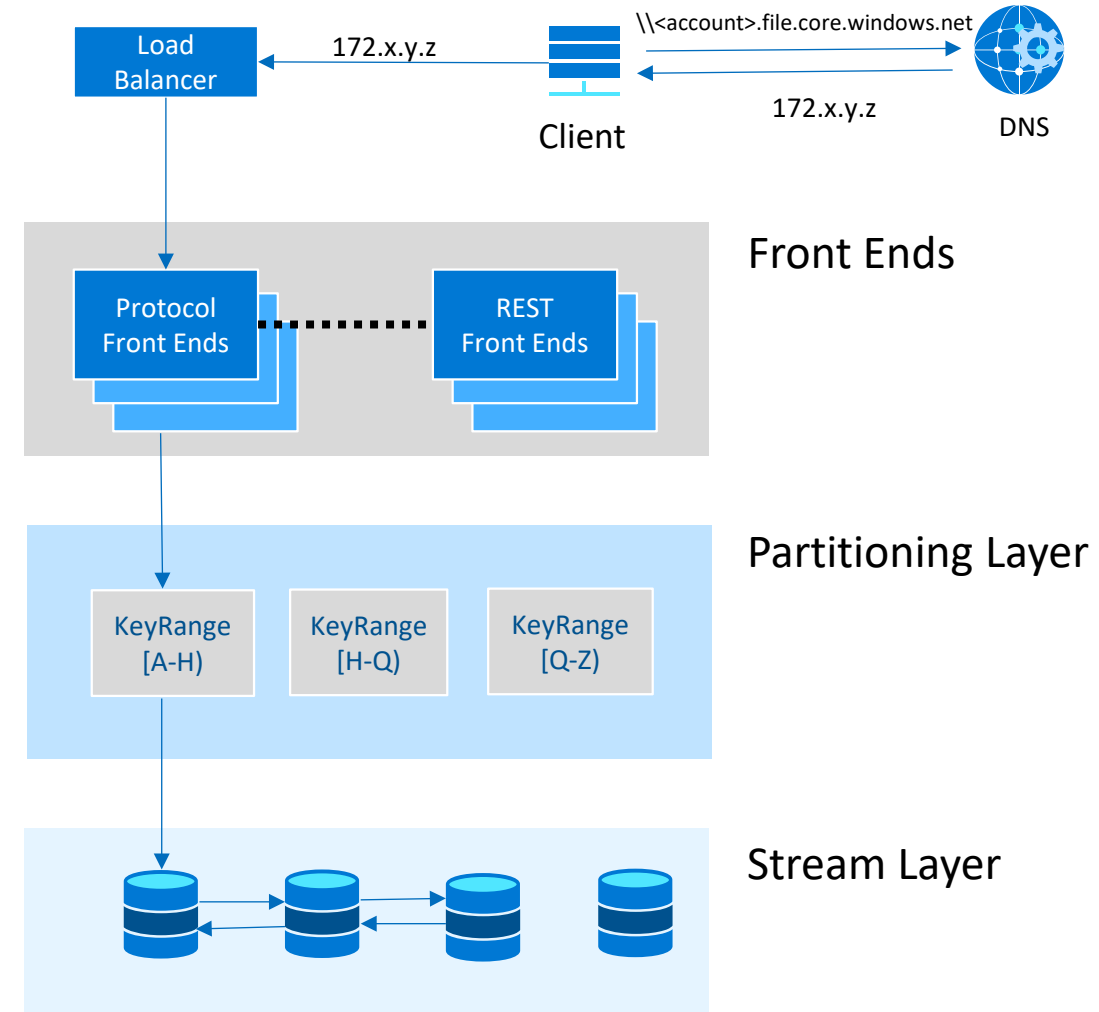 Load
Balancer
172.x.y.z
\\<account>.file.core.windows.net
172.x.y.z
Client
DNS
Front Ends
Protocol
Front Ends
REST
Front Ends
Partitioning Layer
KeyRange
[A-H)
KeyRange
[H-Q)
KeyRange
[Q-Z)
Stream Layer